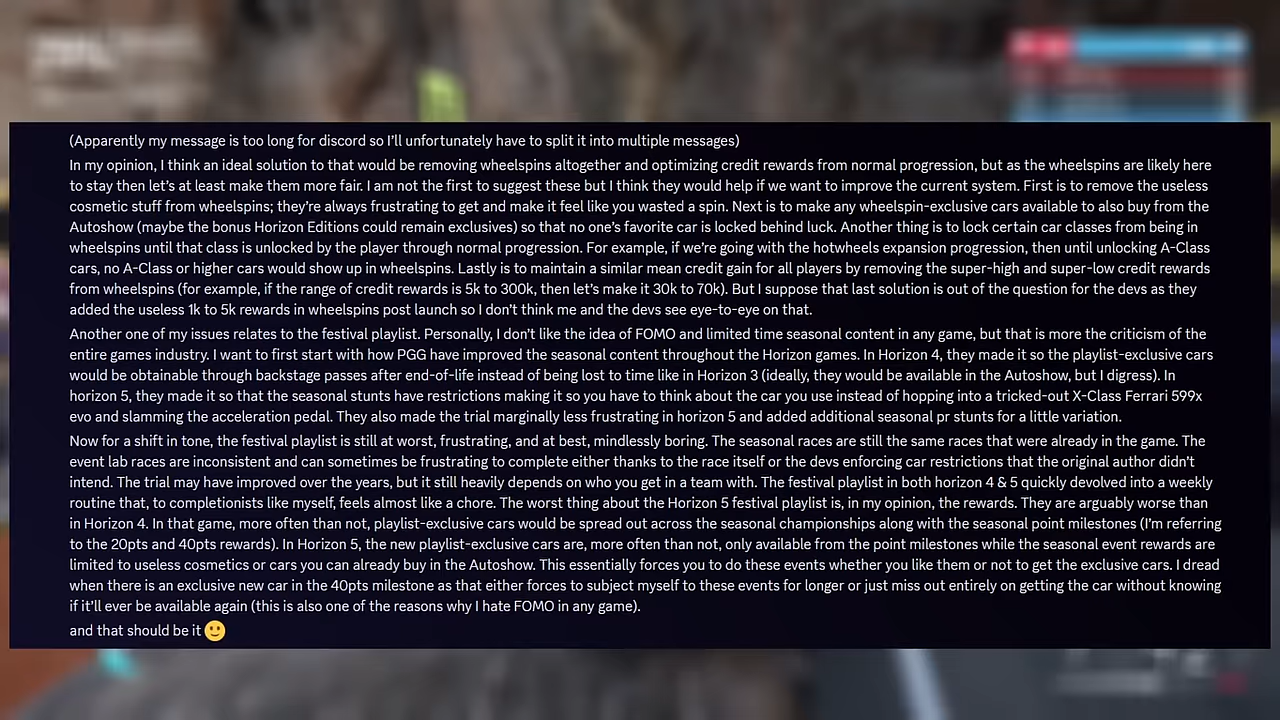 (Apparently my message is too long for discord so I'll unfortunately have to split it into multiple messages)
In my opinion, I think an ideal solution to that would be removing wheelspins altogether and optimizing credit rewards from normal progression, but as the wheelspins are likely here
to stay then let's at least make them more fair. I am not the first to suggest these but I think they would help if we want to improve the current system. First is to remove the useless
cosmetic stuff from wheelspins; they're always frustrating to get and make it feel like you wasted a spin. Next is to make any wheelspin-exclusive cars available to also buy from the
Autoshow (maybe the bonus Horizon Editions could remain exclusives) so that no one's favorite car is locked behind luck. Another thing is to lock certain car classes from being in
wheelspins until that class is unlocked by the player through normal progression. For example, if we're going with the hotwheels expansion progression, then until unlocking A-Class
cars, no A-Class or higher cars would show up in wheelspins. Lastly is to maintain a similar mean credit gain for all players by removing the super-high and super-low credit rewards
from wheelspins (for example, if the range of credit rewards is 5k to 300k, then let's make it 30k to 70k). But I suppose that last solution is out of the question for the devs as they
added the useless 1k to 5k rewards in wheelspins post launch so I don't think me and the devs see eye-to-eye on that.
Another one of my issues relates to the festival playlist. Personally, I don't like the idea of FOMO and limited time seasonal content in any game, but that is more the criticism of the
entire games industry. I want to first start with how PGG have improved the seasonal content throughout the Horizon games. In Horizon 4, they made it so the playlist-exclusive cars
would be obtainable through backstage passes after end-of-life instead of being lost to time like in Horizon 3 (ideally, they would be available in the Autoshow, but I digress). In
horizon 5, they made it so that the seasonal stunts have restrictions making it so you have to think about the car you use instead of hopping into a tricked-out X-Class Ferrari 599x
evo and slamming the acceleration pedal. They also made the trial marginally less frustrating in horizon 5 and added additional seasonal pr stunts for a little variation.
Now for a shift in tone, the festival playlist is still at worst, frustrating, and at best, mindlessly boring. The seasonal races are still the same races that were already in the game. The
event lab races are inconsistent and can sometimes be frustrating to complete either thanks to the race itself or the devs enforcing car restrictions that the original author didn't
intend. The trial may have improved over the years, but it still heavily depends on who you get in a team with. The festival playlist in both horizon 4 & 5 quickly devolved into a weekly
routine that, to completionists like myself, feels almost like a chore. The worst thing about the Horizon 5 festival playlist is, in my opinion, the rewards. They are arguably worse than
in Horizon 4. In that game, more often than not, playlist-exclusive cars would be spread out across the seasonal championships along with the seasonal point milestones (I'm referring
to the 20pts and 40pts rewards). In Horizon 5, the new playlist-exclusive cars are, more often than not, only available from the point milestones while the seasonal event rewards are
limited to useless cosmetics or cars you can already buy in the Autoshow. This essentially forces you to do these events whether you like them or not to get the exclusive cars. I dread
when there is an exclusive new car in the 40pts milestone as that either forces to subject myself to these events for longer or just miss out entirely on getting the car without knowing
if it'll ever be available again (this is also one of the reasons why I hate FOMO in any game).
and that should be it 🙂